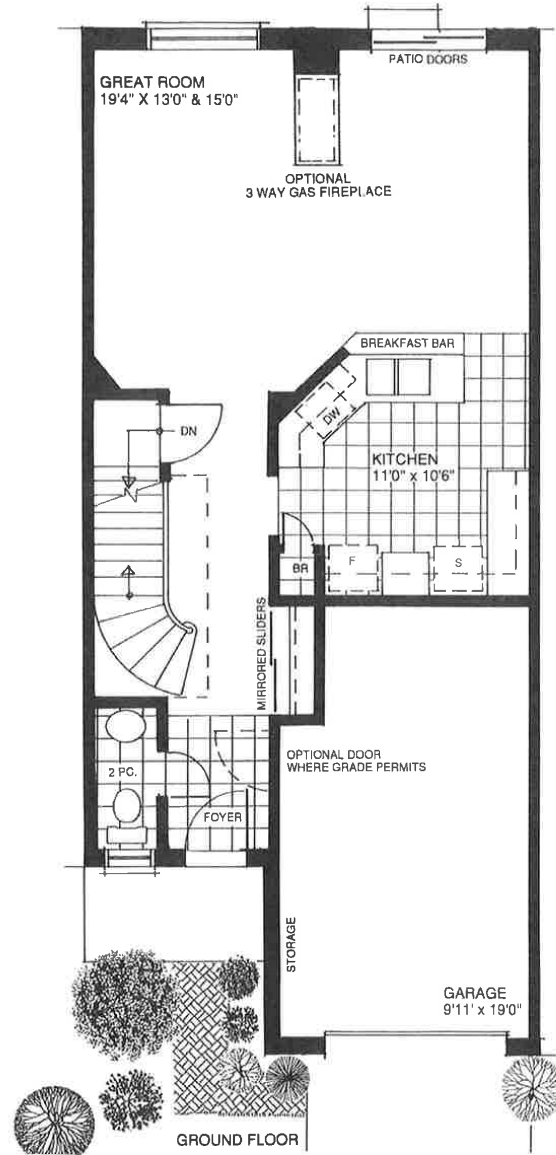 PATIO DOORS
GREAT ROOM
19'4" X 13'0" & 15'0"
OPTIONAL
3 WAY GAS FIREPLACE
BREAKFAST BAR
DW
DN
KITCHEN
11'0" x 10'6"
BR
F
S
MIRRORED SLIDERS
OPTIONAL DOOR
WHERE GRADE PERMITS
2 PC.
FOYER
STORAGE
GARAGE
9'11' x 19'0"
GROUND FLOOR